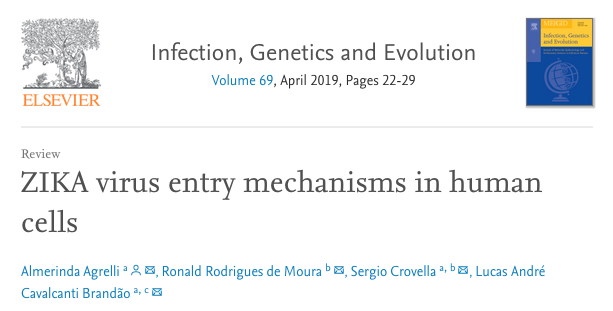 Infection, Genetics and Evolution
Volume 69, April 2019, Pages 22-29
ELSEVIER
Infection, Genetics
and Evolution
Review
ZIKA virus entry mechanisms in human
cells
Almerinda Agrelli a, Ronald Rodrigues de Moura b, Sergio Crovella a, b, Lucas André
Cavalcanti Brandão a, c